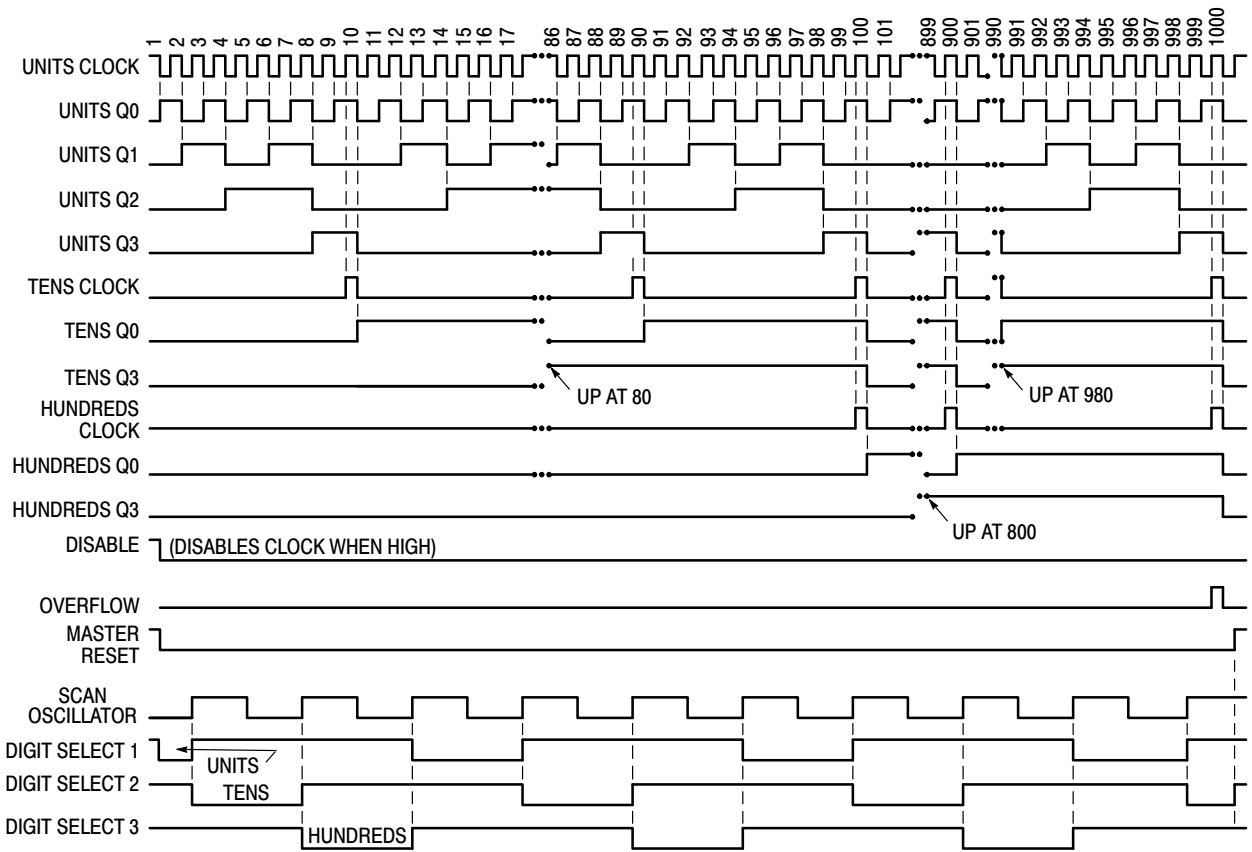 1 2 3 4 5 6 7 8 9 10 11 12 13 14 15 16 17 86 87 88 89 90 91 92 93 94 95 96 97 98 99 100 101 899 900 901 990 991 992 993 994 995 996 997 998 999 1000
UNITS CLOCK
UNITS Q0
UNITS Q1
UNITS Q2
UNITS Q3
TENS CLOCK
TENS Q0
TENS Q3
UP AT 80
UP AT 980
HUNDREDS
CLOCK
HUNDREDS Q0
HUNDREDS Q3
UP AT 800
DISABLE (DISABLES CLOCK WHEN HIGH)
OVERFLOW
MASTER
RESET
SCAN
OSCILLATOR
DIGIT SELECT 1
UNITS
DIGIT SELECT 2
TENS
DIGIT SELECT 3
HUNDREDS